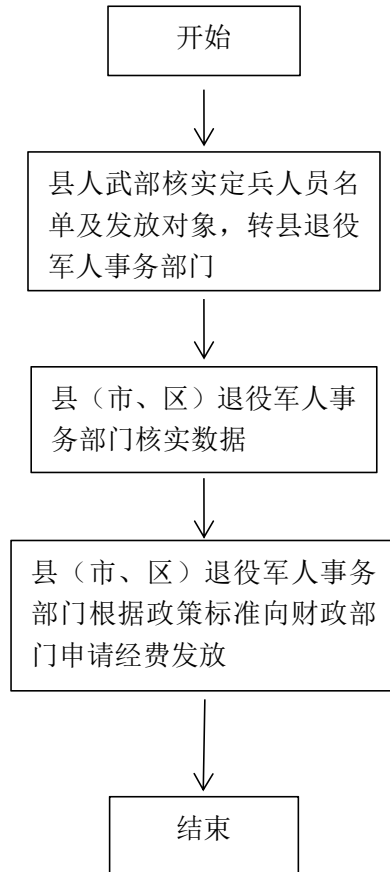 开始
县人武部核实定兵人员名
单及发放对象，转县退役
军人事务部门
县（市、区）退役军人事
务部门核实数据
县（市、区）退役军人事务
部门根据政策标准向财政部
门申请经费发放
结束